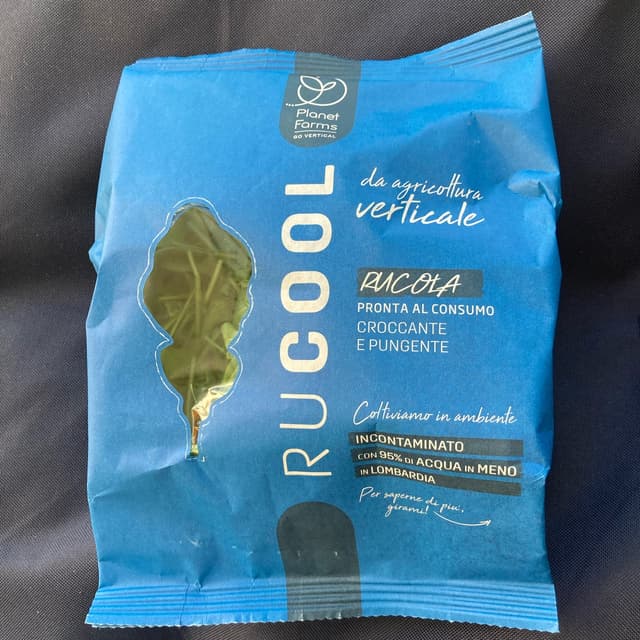 Planet
Farms
GO VERTICAL
RUCOOL
da agricoltura
verticale
RUCOLA
PRONTA AL CONSUMO
CROCCANTE
E PUNGENTE
Coltiviamo in ambiente
INCONTAMINATO
CON 95% DI ACQUA IN MENO
IN LOMBARDIA
Per saperne di più,
girami!